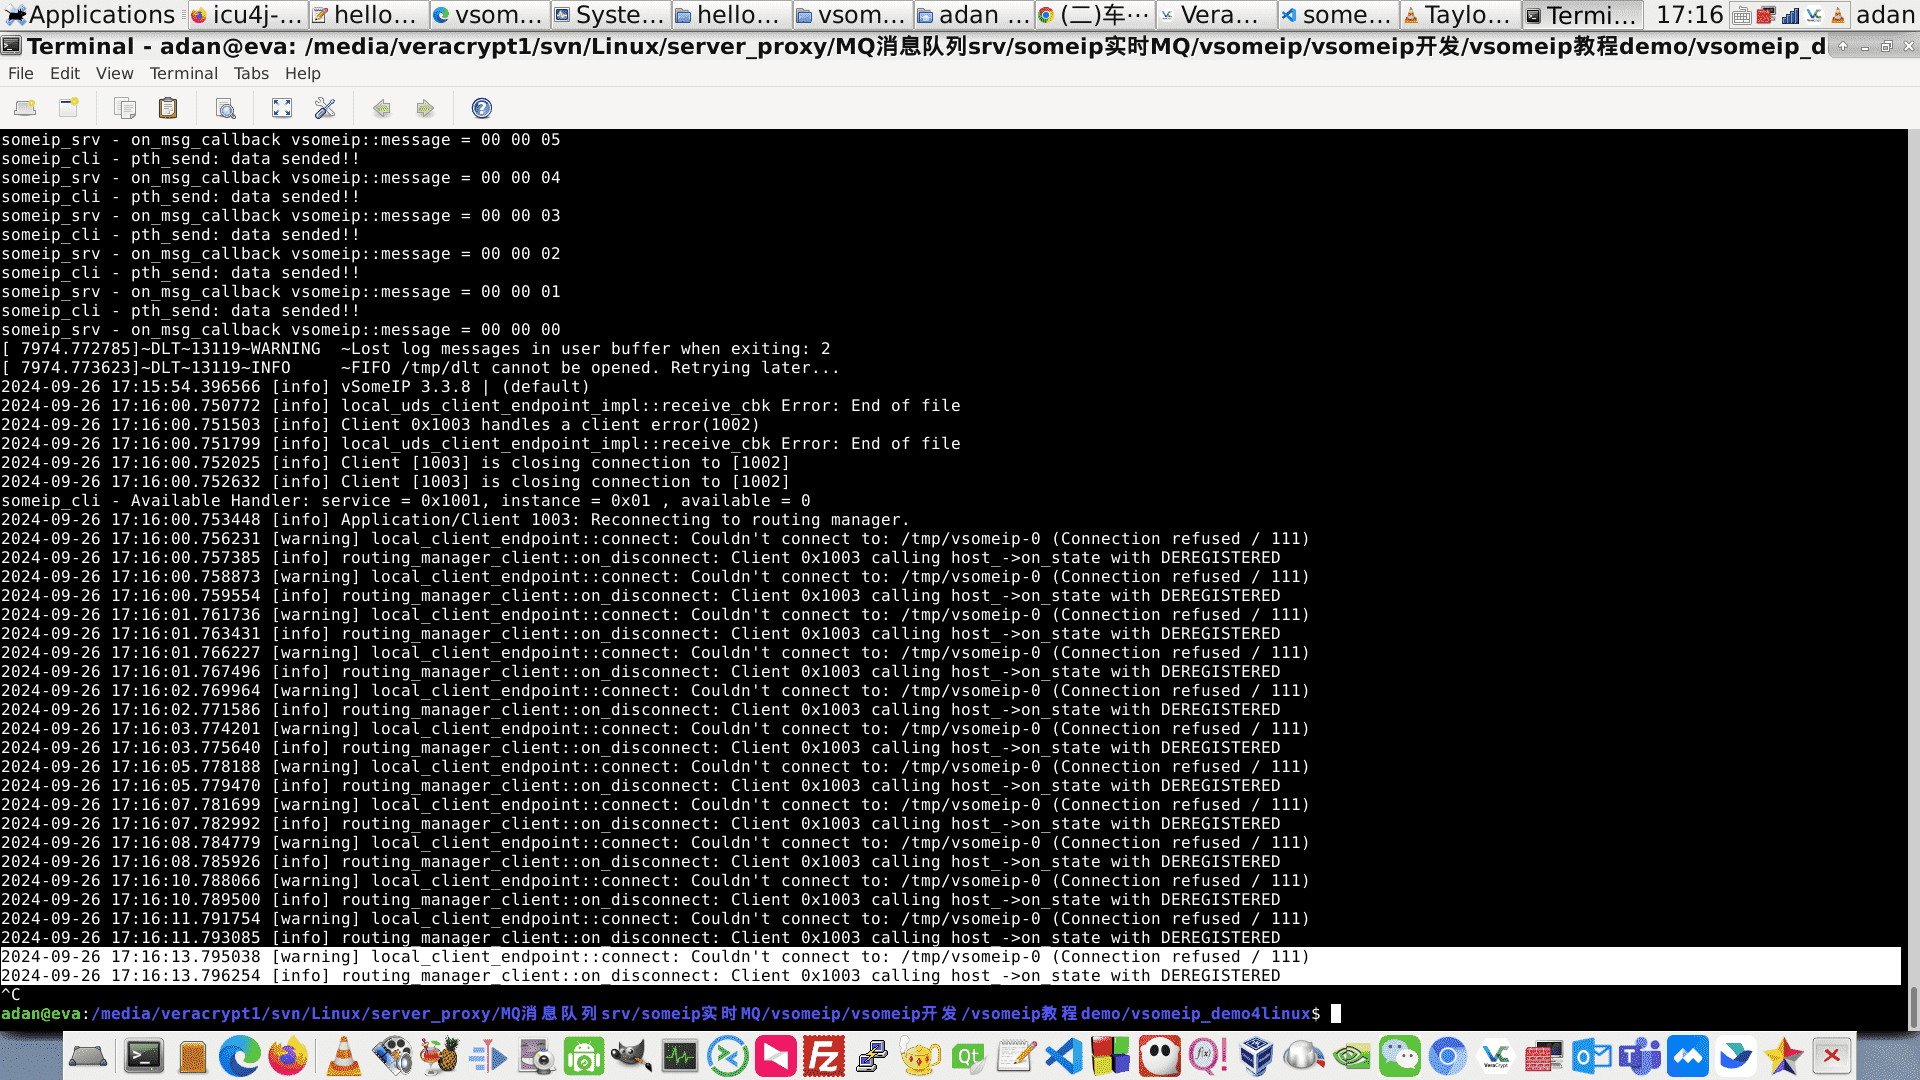 Applications icu4j-... hello... vsom... Syste... hello... vsom... adan ... (二)车... Vera... some... Taylo... Termi... 17:16 adan
Terminal - adan@eva: /media/veracrypt1/svn/Linux/server_proxy/MQ消息队列srv/someip实时MQ/vsomeip/vsomeip开发/vsomeip教程demo/vsomeip_d
File Edit View Terminal Tabs Help
someip_srv - on_msg_callback vsomeip::message = 00 00 05
someip_cli - pth_send: data sended!!
someip_srv - on_msg_callback vsomeip::message = 00 00 04
someip_cli - pth_send: data sended!!
someip_srv - on_msg_callback vsomeip::message = 00 00 03
someip_cli - pth_send: data sended!!
someip_srv - on_msg_callback vsomeip::message = 00 00 02
someip_cli - pth_send: data sended!!
someip_srv - on_msg_callback vsomeip::message = 00 00 01
someip_cli - pth_send: data sended!!
someip_srv - on_msg_callback vsomeip::message = 00 00 00
[ 7974.772785]~DLT~13119~WARNING  ~Lost log messages in user buffer when exiting: 2
[ 7974.773623]~DLT~13119~INFO     ~FIFO /tmp/dlt cannot be opened. Retrying later...
2024-09-26 17:15:54.396566 [info] vSomeIP 3.3.8 | (default)
2024-09-26 17:16:00.750772 [info] local_uds_client_endpoint_impl::receive_cbk Error: End of file
2024-09-26 17:16:00.751503 [info] Client 0x1003 handles a client error(1002)
2024-09-26 17:16:00.751799 [info] local_uds_client_endpoint_impl::receive_cbk Error: End of file
2024-09-26 17:16:00.752025 [info] Client [1003] is closing connection to [1002]
2024-09-26 17:16:00.752632 [info] Client [1003] is closing connection to [1002]
someip_cli - Available Handler: service = 0x1001, instance = 0x01 , available = 0
2024-09-26 17:16:00.753448 [info] Application/Client 1003: Reconnecting to routing manager.
2024-09-26 17:16:00.756231 [warning] local_client_endpoint::connect: Couldn't connect to: /tmp/vsomeip-0 (Connection refused / 111)
2024-09-26 17:16:00.757385 [info] routing_manager_client::on_disconnect: Client 0x1003 calling host_->on_state with DEREGISTERED
2024-09-26 17:16:00.758873 [warning] local_client_endpoint::connect: Couldn't connect to: /tmp/vsomeip-0 (Connection refused / 111)
2024-09-26 17:16:00.759554 [info] routing_manager_client::on_disconnect: Client 0x1003 calling host_->on_state with DEREGISTERED
2024-09-26 17:16:01.761736 [warning] local_client_endpoint::connect: Couldn't connect to: /tmp/vsomeip-0 (Connection refused / 111)
2024-09-26 17:16:01.763431 [info] routing_manager_client::on_disconnect: Client 0x1003 calling host_->on_state with DEREGISTERED
2024-09-26 17:16:01.766227 [warning] local_client_endpoint::connect: Couldn't connect to: /tmp/vsomeip-0 (Connection refused / 111)
2024-09-26 17:16:01.767496 [info] routing_manager_client::on_disconnect: Client 0x1003 calling host_->on_state with DEREGISTERED
2024-09-26 17:16:02.769964 [warning] local_client_endpoint::connect: Couldn't connect to: /tmp/vsomeip-0 (Connection refused / 111)
2024-09-26 17:16:02.771586 [info] routing_manager_client::on_disconnect: Client 0x1003 calling host_->on_state with DEREGISTERED
2024-09-26 17:16:03.774201 [warning] local_client_endpoint::connect: Couldn't connect to: /tmp/vsomeip-0 (Connection refused / 111)
2024-09-26 17:16:03.775640 [info] routing_manager_client::on_disconnect: Client 0x1003 calling host_->on_state with DEREGISTERED
2024-09-26 17:16:05.778188 [warning] local_client_endpoint::connect: Couldn't connect to: /tmp/vsomeip-0 (Connection refused / 111)
2024-09-26 17:16:05.779470 [info] routing_manager_client::on_disconnect: Client 0x1003 calling host_->on_state with DEREGISTERED
2024-09-26 17:16:07.781699 [warning] local_client_endpoint::connect: Couldn't connect to: /tmp/vsomeip-0 (Connection refused / 111)
2024-09-26 17:16:07.782992 [info] routing_manager_client::on_disconnect: Client 0x1003 calling host_->on_state with DEREGISTERED
2024-09-26 17:16:08.784779 [warning] local_client_endpoint::connect: Couldn't connect to: /tmp/vsomeip-0 (Connection refused / 111)
2024-09-26 17:16:08.785926 [info] routing_manager_client::on_disconnect: Client 0x1003 calling host_->on_state with DEREGISTERED
2024-09-26 17:16:10.788066 [warning] local_client_endpoint::connect: Couldn't connect to: /tmp/vsomeip-0 (Connection refused / 111)
2024-09-26 17:16:10.789500 [info] routing_manager_client::on_disconnect: Client 0x1003 calling host_->on_state with DEREGISTERED
2024-09-26 17:16:11.791754 [warning] local_client_endpoint::connect: Couldn't connect to: /tmp/vsomeip-0 (Connection refused / 111)
2024-09-26 17:16:11.793085 [info] routing_manager_client::on_disconnect: Client 0x1003 calling host_->on_state with DEREGISTERED
2024-09-26 17:16:13.795038 [warning] local_client_endpoint::connect: Couldn't connect to: /tmp/vsomeip-0 (Connection refused / 111)
2024-09-26 17:16:13.796254 [info] routing_manager_client::on_disconnect: Client 0x1003 calling host_->on_state with DEREGISTERED
^C
adan@eva:/media/veracrypt1/svn/Linux/server_proxy/MQ消息队列srv/someip实时MQ/vsomeip/vsomeip开发/vsomeip教程demo/vsomeip_demo4linux$